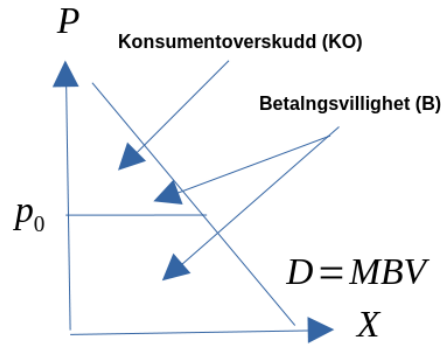 P
Konsumentoverskudd (KO)
Betalngsvillighet (B)
p₀
D = MBV
X